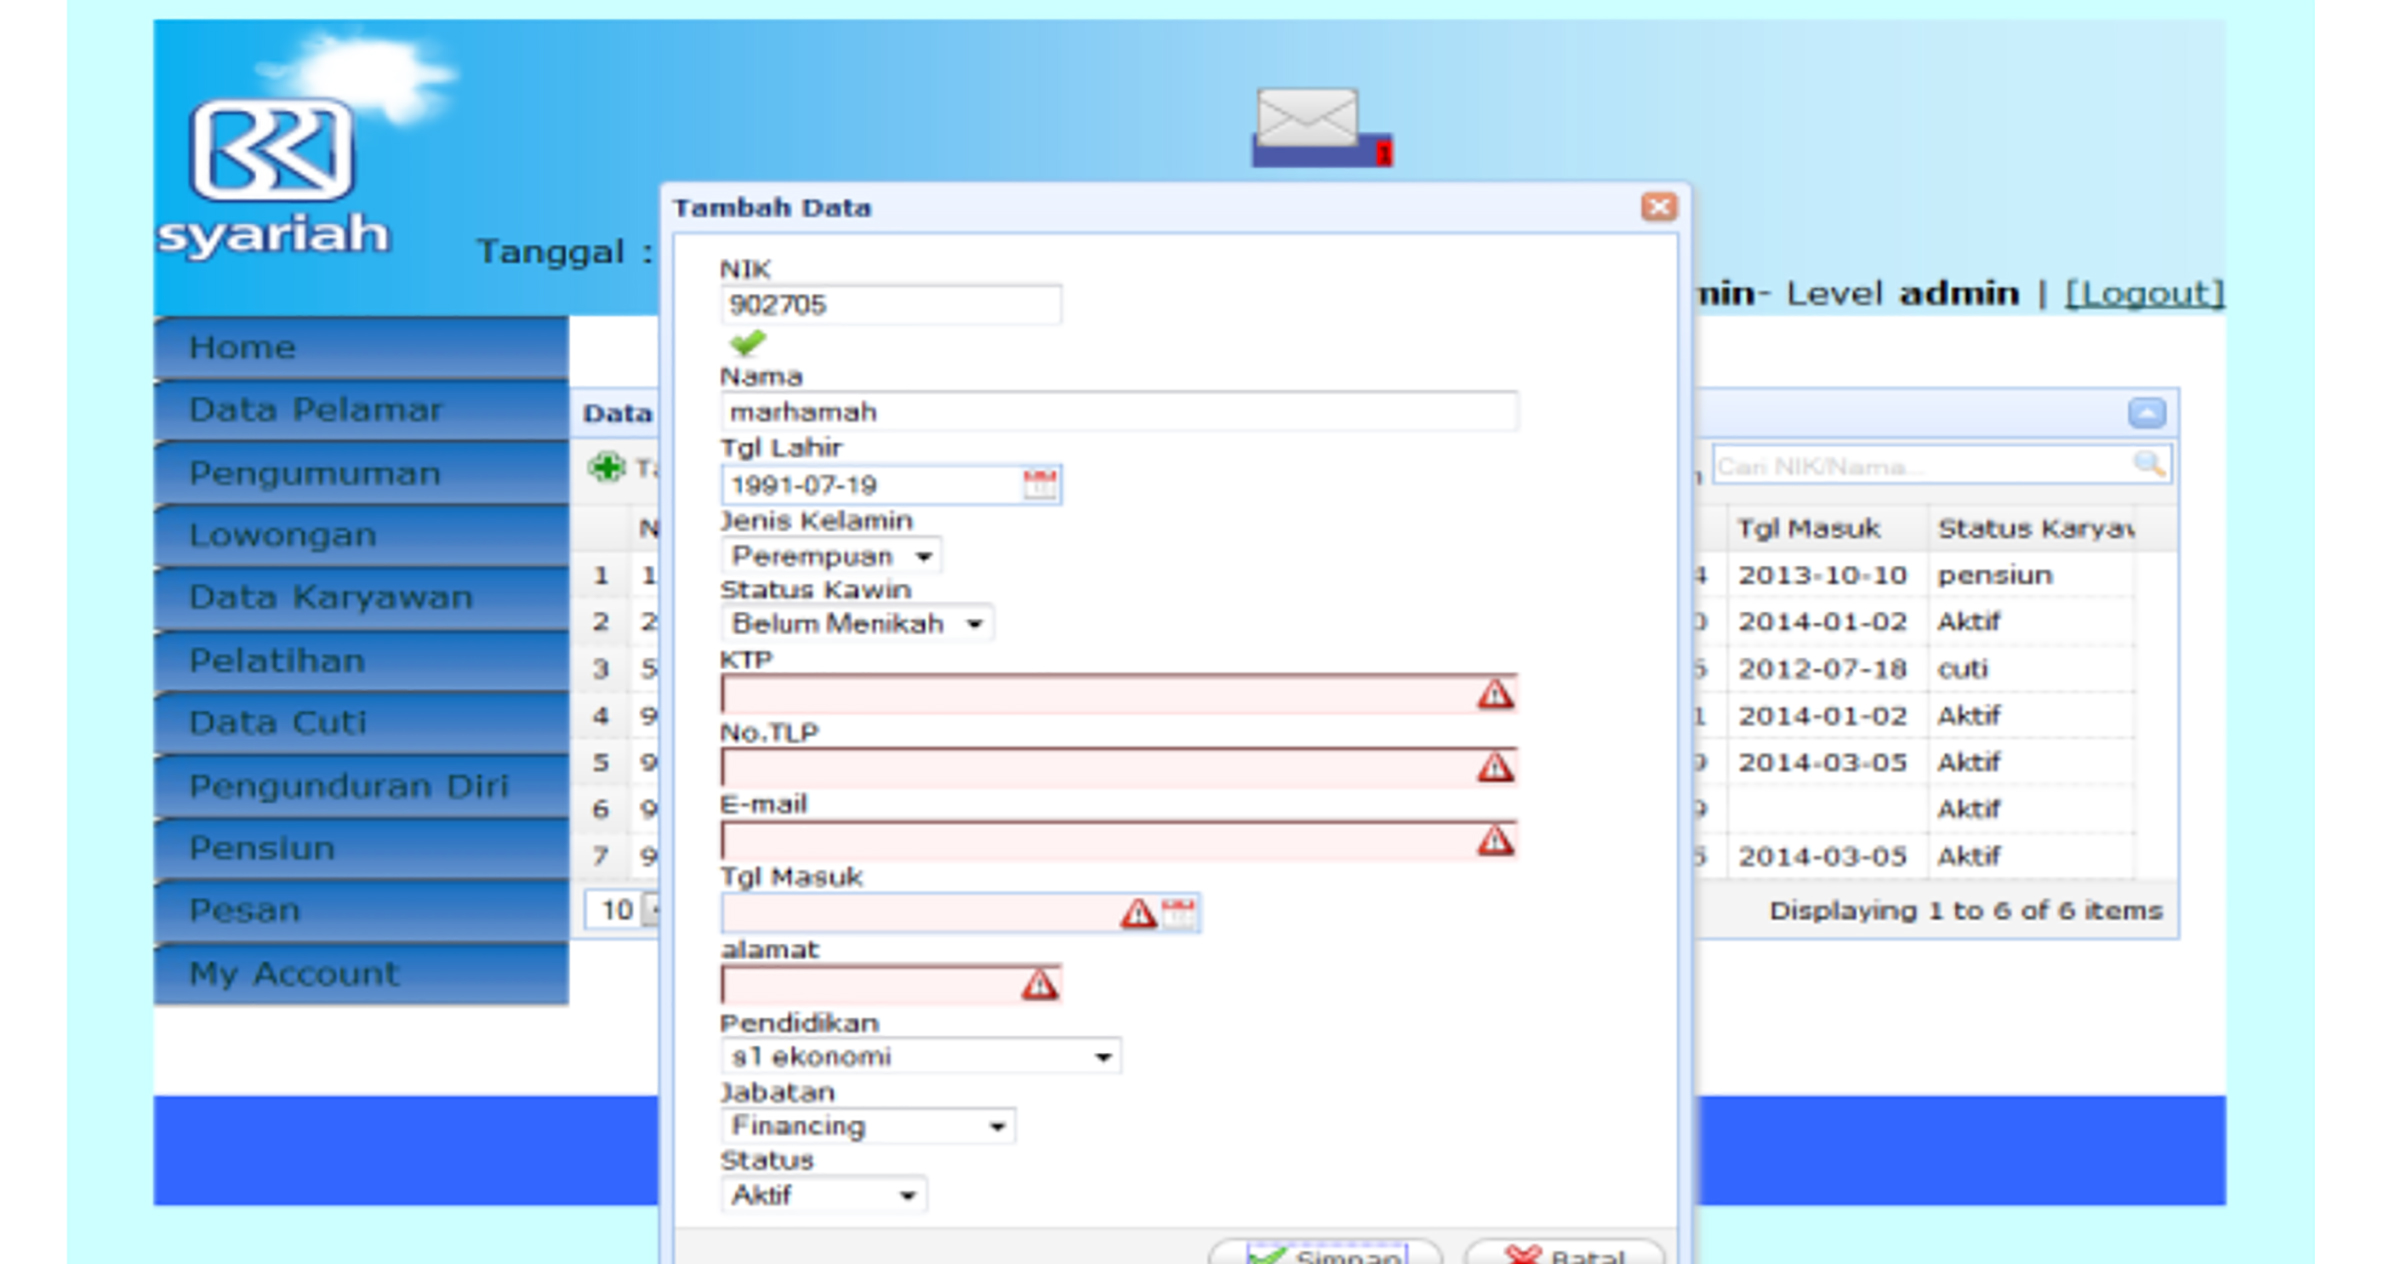 syariah
Tanggal :
min- Level admin | [Logout]
Home
Data Pelamar
Pengumuman
Lowongan
Data Karyawan
Pelatihan
Data Cuti
Pengunduran Diri
Pensiun
Pesan
My Account
Tambah Data
NIK
902705
Nama
marhamah
Tgl Lahir
1991-07-19
Jenis Kelamin
Perempuan
Status Kawin
Belum Menikah
KTP
No.TLP
E-mail
Tgl Masuk
alamat
Pendidikan
s1 ekonomi
Jabatan
Financing
Status
Aktif
Simpan Batal
Data
Cari NIK/Nama...
N Tgl Masuk Status Karyaw
1 1 4 2013-10-10 pensiun
2 2 0 2014-01-02 Aktif
3 5 5 2012-07-18 cuti
4 9 1 2014-01-02 Aktif
5 9 9 2014-03-05 Aktif
6 9 9 Aktif
7 9 5 2014-03-05 Aktif
10 Displaying 1 to 6 of 6 items